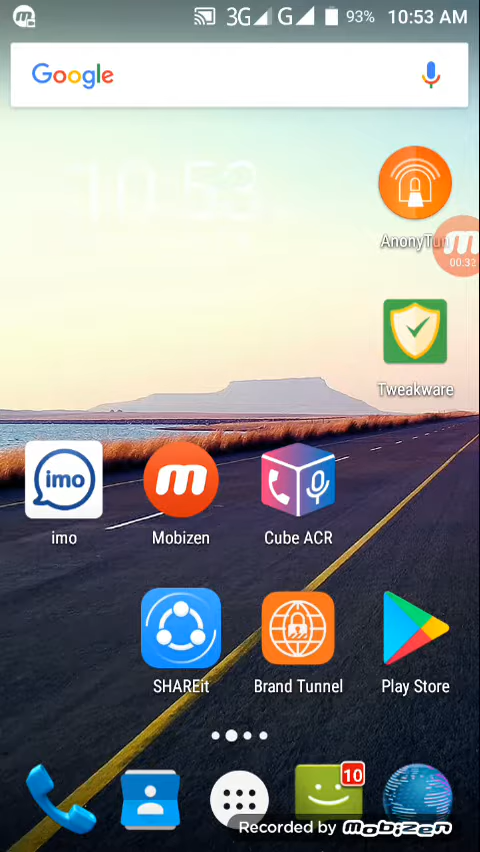 3G G 93% 10:53 AM
Google
10:53
AnonyTun
00:32
Tweakware
imo
imo
Mobizen
Cube ACR
SHAREit
Brand Tunnel
Play Store
10
Recorded by Mobizen